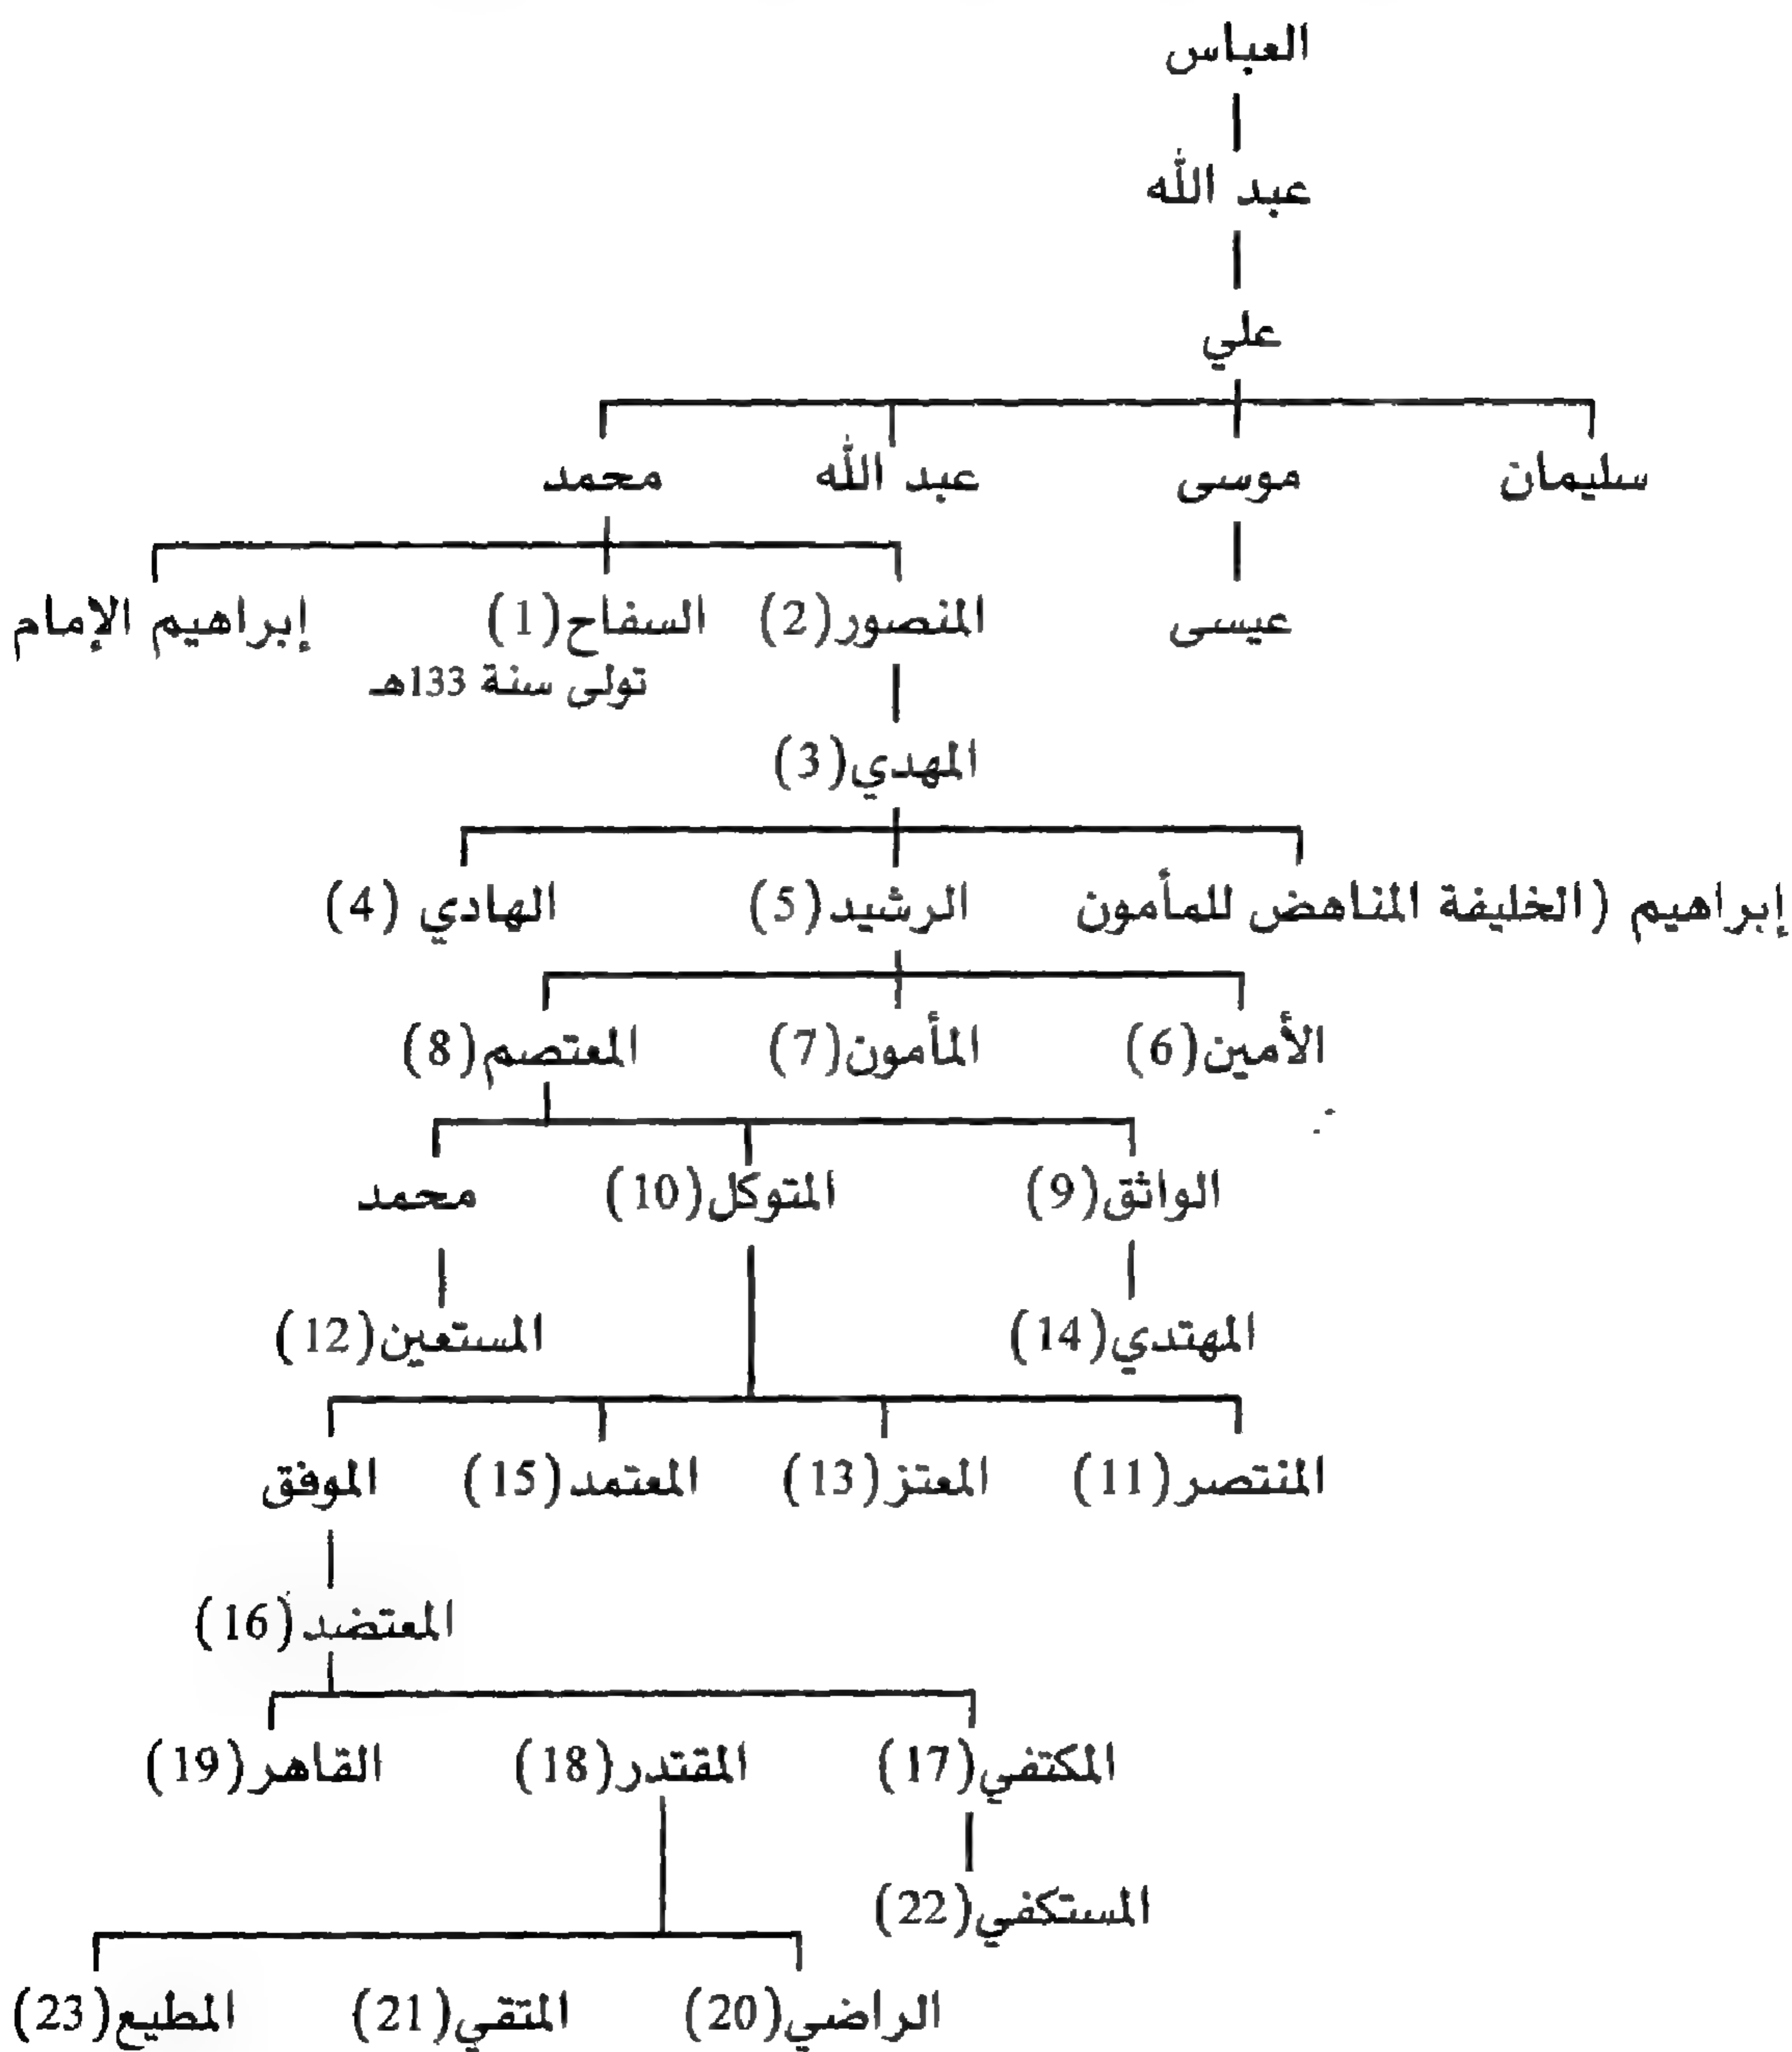 العباس
عبد الله
علي
سليمان موسى عبد الله محمد
عيسى المنصور(2) السفاح(1) إبراهيم الإمام
تولى سنة 133هـ
المهدي(3)
إبراهيم (الخليفة المناهض للمأمون الرشيد(5) الهادي (4)
الأمين(6) المأمون(7) المعتصم(8)
الواثق(9) المتوكل(10) محمد
المهتدي(14) المستعين(12)
المنتصر(11) المعتز(13) المعتمد(15) الموفق
المعتضد(16)
المكتفي(17) المقتدر(18) القاهر(19)
المستكفي(22)
الراضي(20) المتقي(21) المطيع(23)